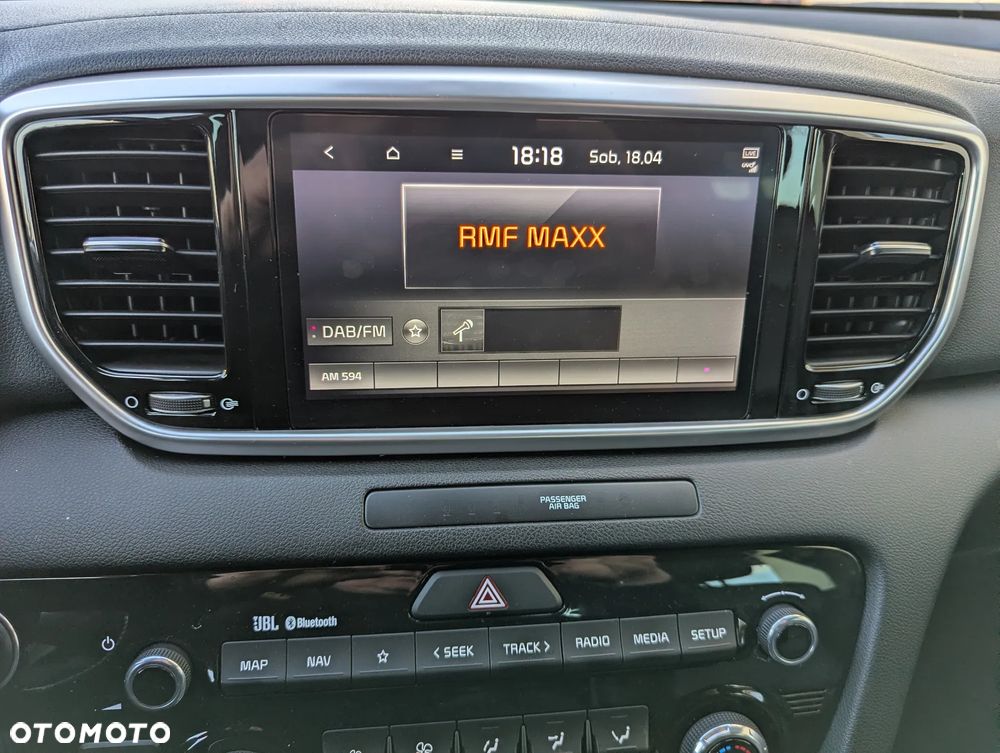 18:18 Sob, 18.04
LIVE
RMF MAXX
DAB/FM
AM 594
PASSENGER
AIR BAG
JBL Bluetooth
MAP NAV < SEEK TRACK > RADIO MEDIA SETUP
OTOMOTO